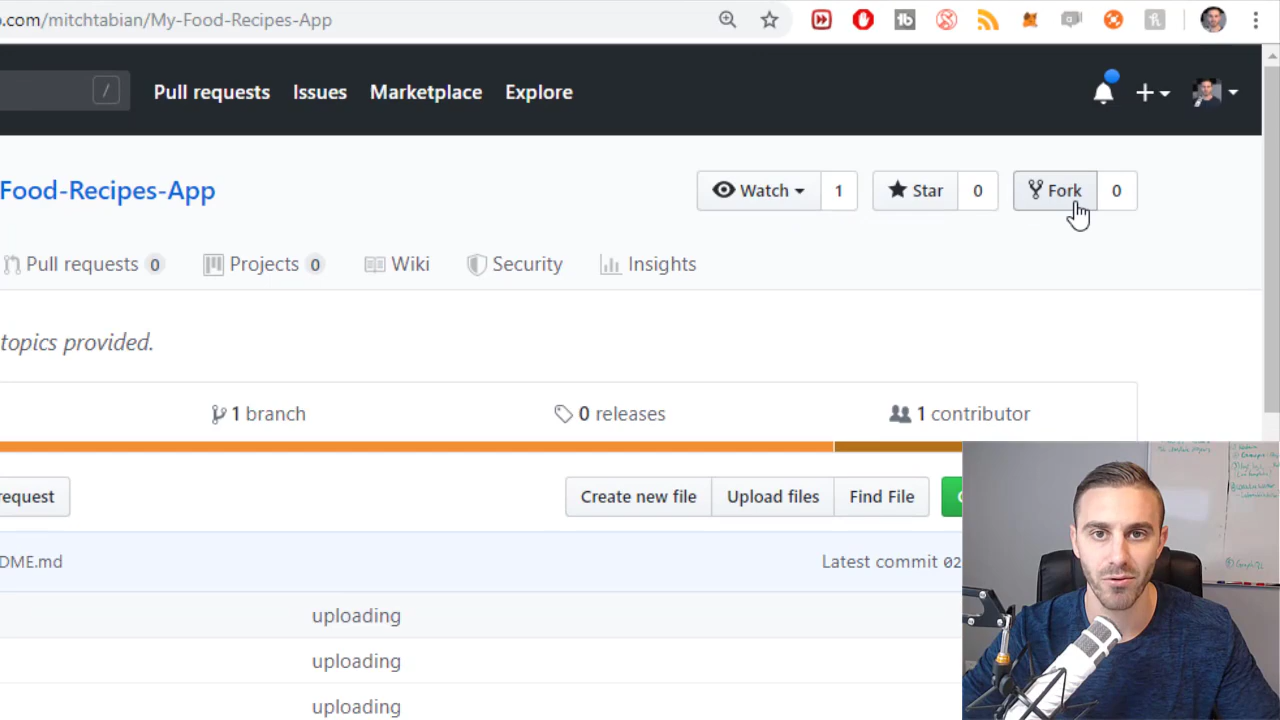 o.com/mitchtabian/My-Food-Recipes-App
/ Pull requests Issues Marketplace Explore
Food-Recipes-App Watch 1 Star 0 Fork 0
Pull requests 0 Projects 0 Wiki Security Insights
topics provided.
1 branch 0 releases 1 contributor
request Create new file Upload files Find File
DME.md Latest commit 02
uploading
uploading
uploading